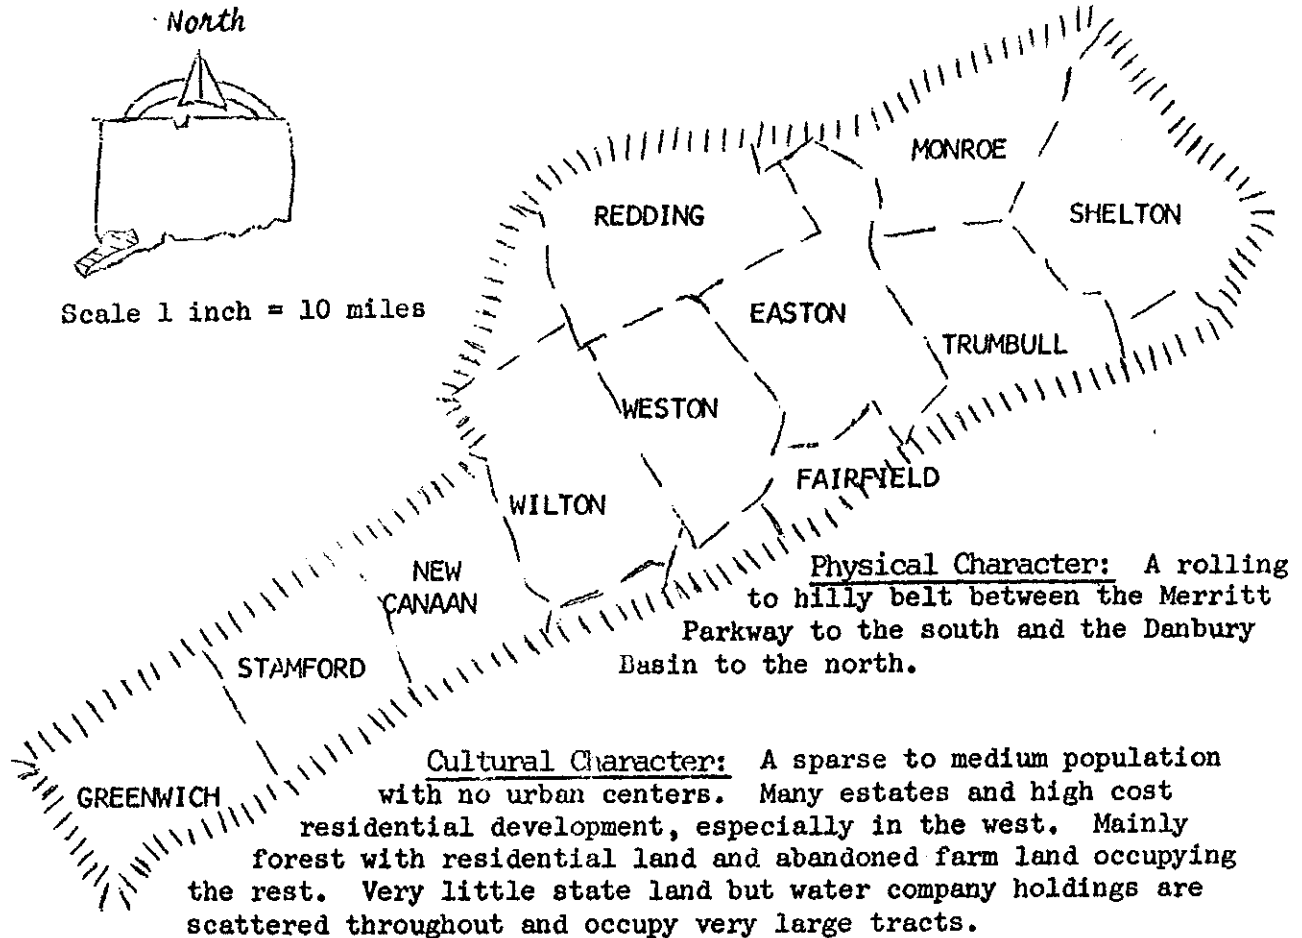 North
Scale 1 inch = 10 miles
MONROE
REDDING
SHELTON
EASTON
TRUMBULL
WESTON
FAIRFIELD
WILTON
NEW
CANAAN
STAMFORD
GREENWICH
Physical Character: A rolling
to hilly belt between the Merritt
Parkway to the south and the Danbury
Basin to the north.
Cultural Character: A sparse to medium population
with no urban centers. Many estates and high cost
residential development, especially in the west. Mainly
forest with residential land and abandoned farm land occupying
the rest. Very little state land but water company holdings are
scattered throughout and occupy very large tracts.